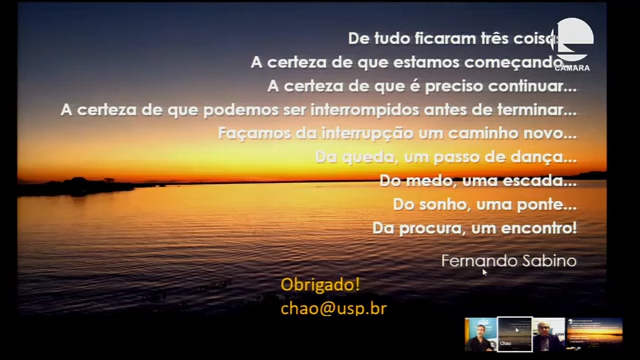 De tudo ficaram três coisas
A certeza de que estamos começando...
A certeza de que é preciso continuar...
A certeza de que podemos ser interrompidos antes de terminar...
Façamos da interrupção um caminho novo...
Da queda, um passo de dança...
Do medo, uma escada...
Do sonho, uma ponte...
Da procura, um encontro!
Fernando Sabino
Obrigado!
chao@usp.br
CÂMARA
Chao